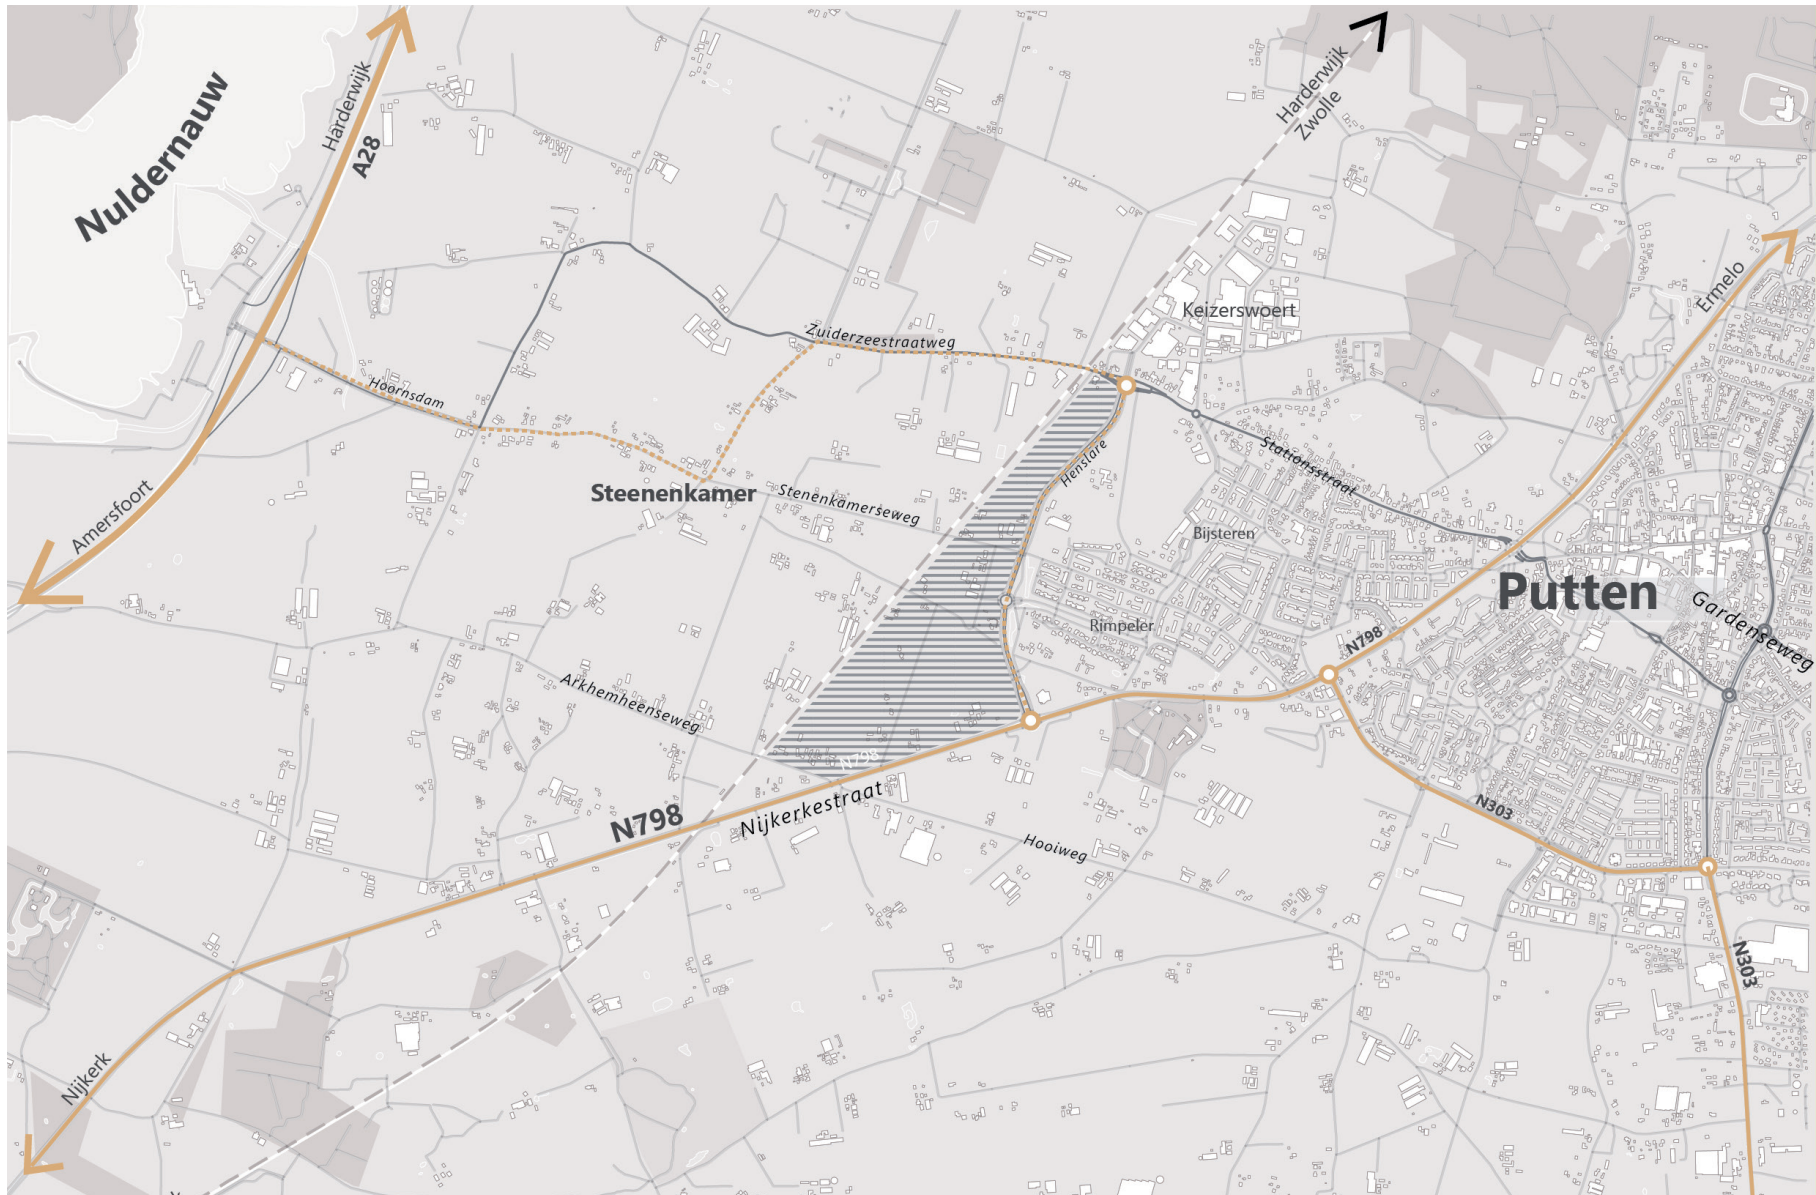 Nuldernauw
Harderwijk
A28
Harderwijk
Zwolle
Keizerswoert
Ermelo
Zuiderzeestraatweg
Hoornsdam
Henslare
Stationsstraat
Steenenkamer
Stenenkamerseweg
Amersfoort
Bijsteren
Putten
Gardenseweg
Rimpeler
N798
Arkhemheenseweg
N798
N798
Nijkerkestraat
N303
Hooiweg
N303
Nijkerk